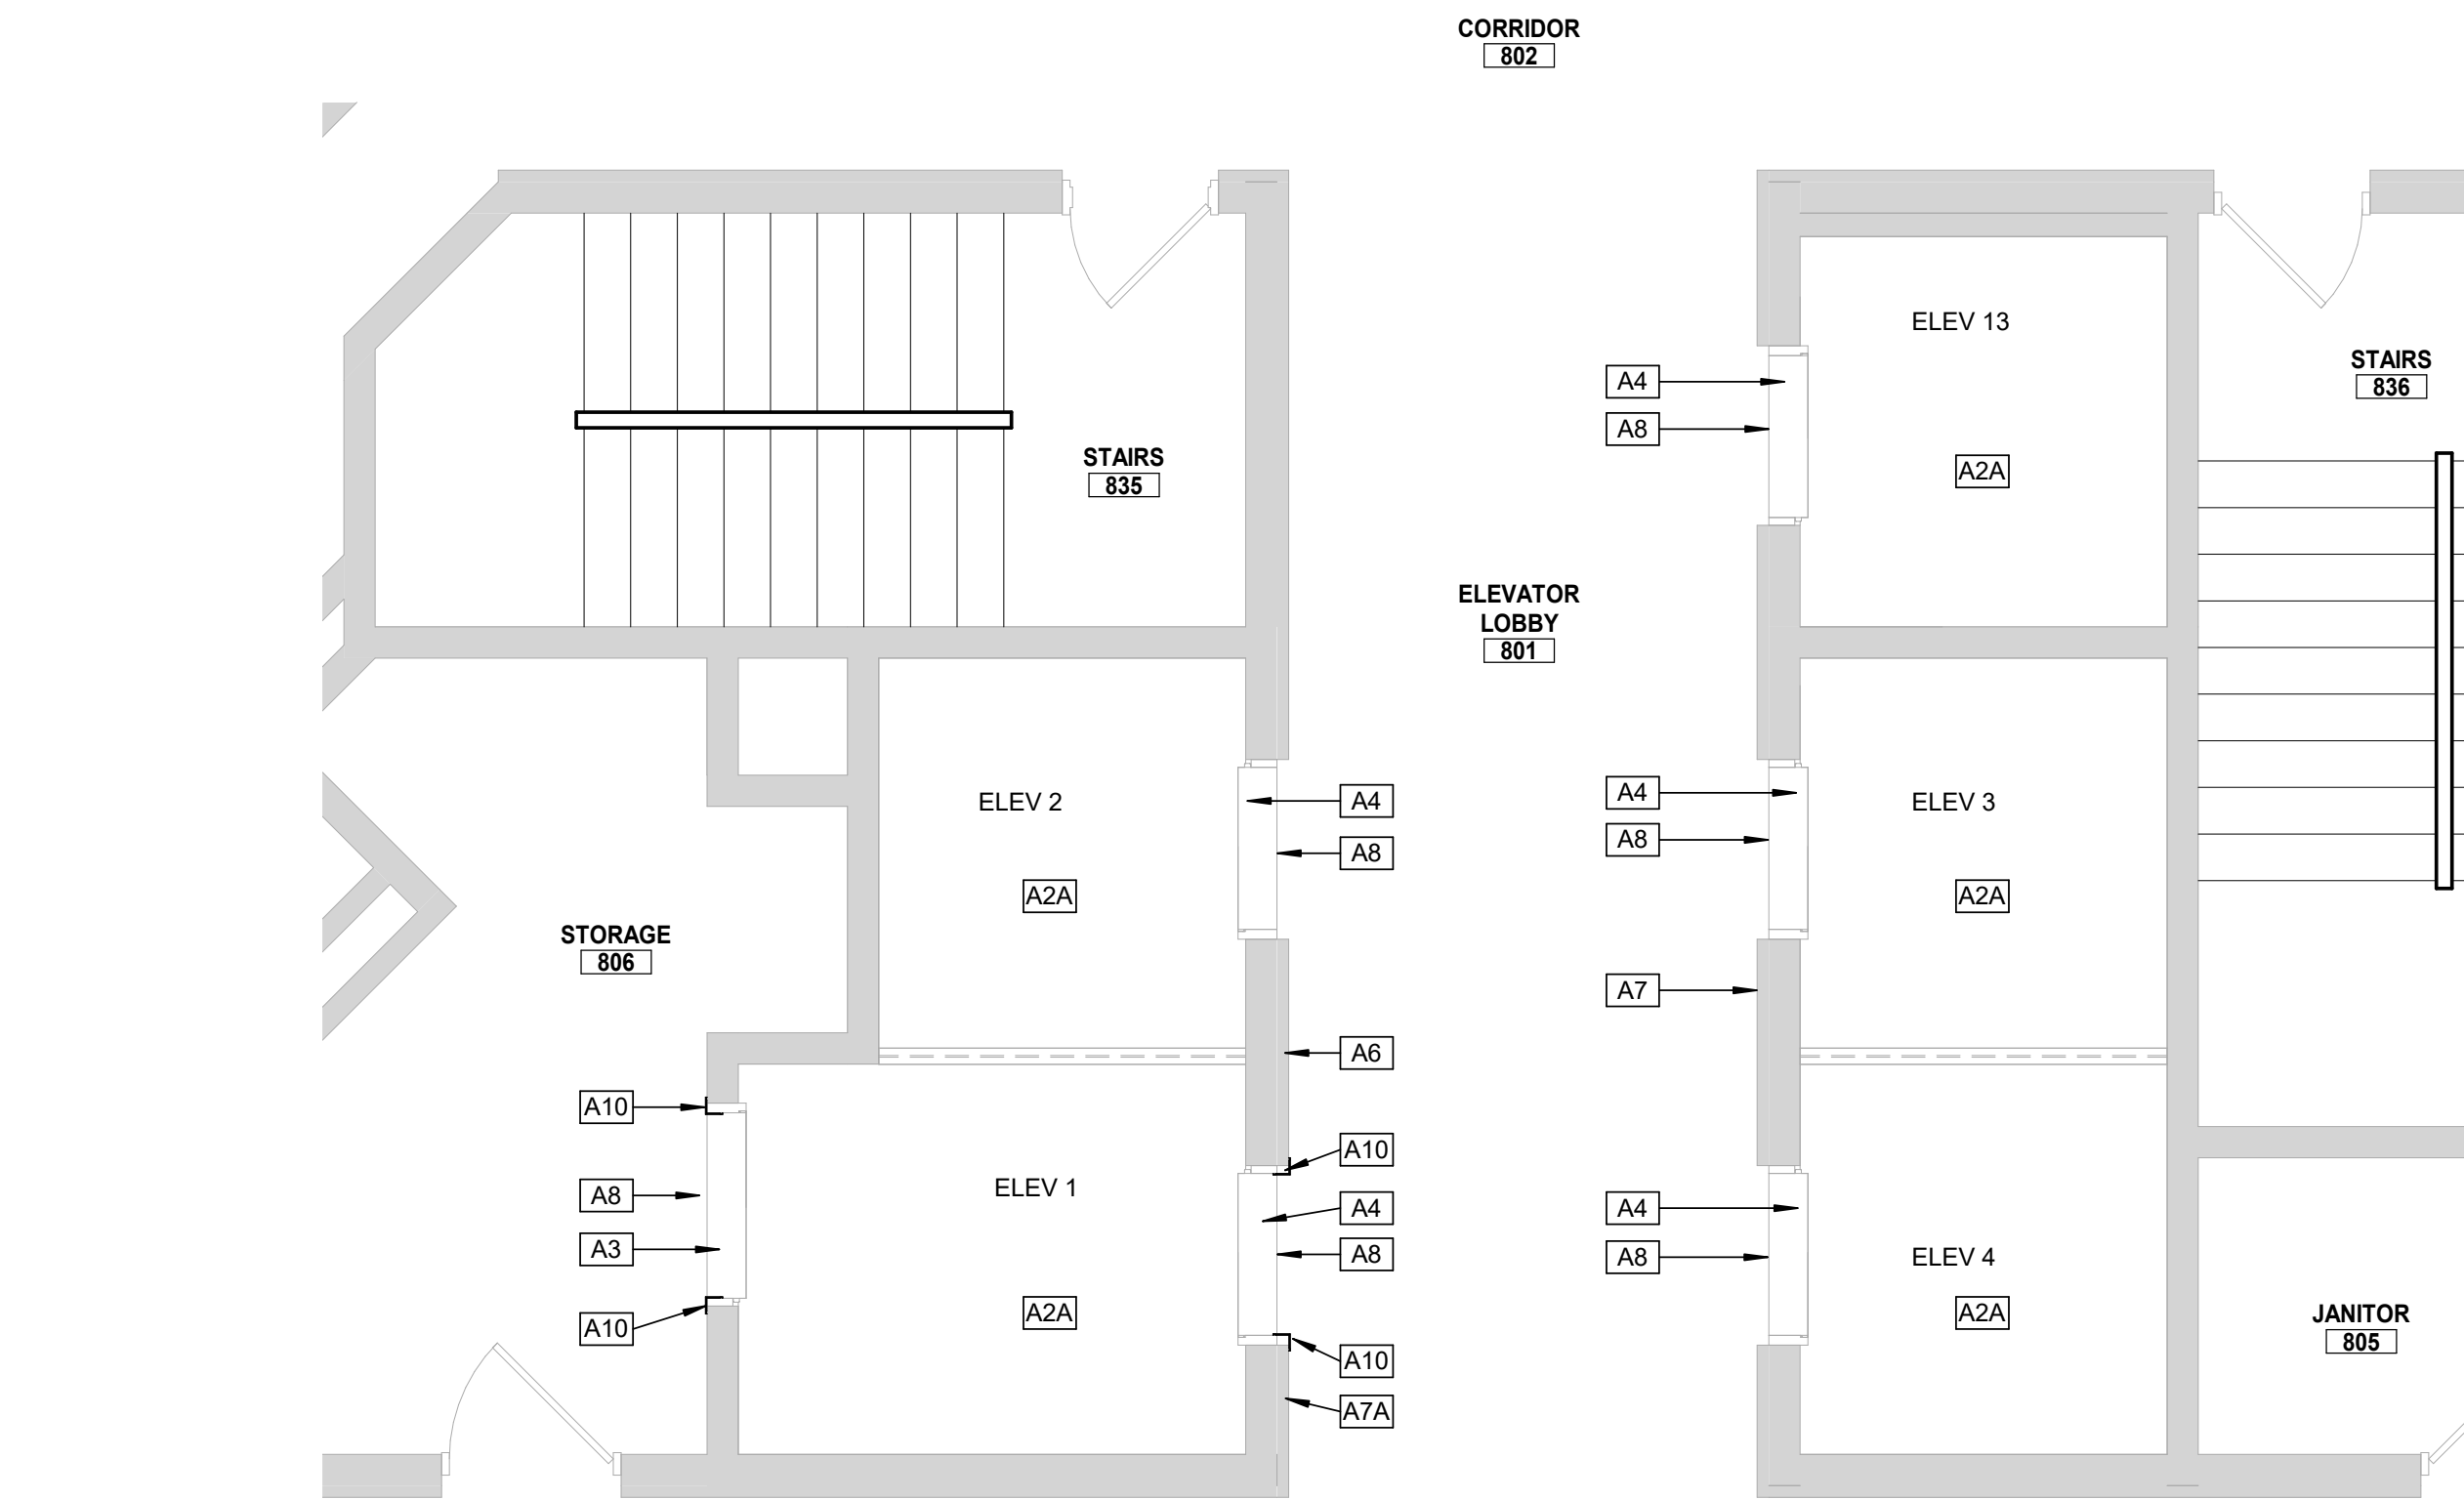 CORRIDOR
802
ELEV 13
STAIRS
836
A4
A8
STAIRS
835
A2A
ELEVATOR
LOBBY
801
ELEV 2
A4
A8
A4
A8
ELEV 3
A2A
A2A
STORAGE
806
A7
A6
A10
A10
A8
ELEV 1
A4
A4
A3
A8
A8
ELEV 4
A10
A2A
A10
A2A
JANITOR
805
A7A